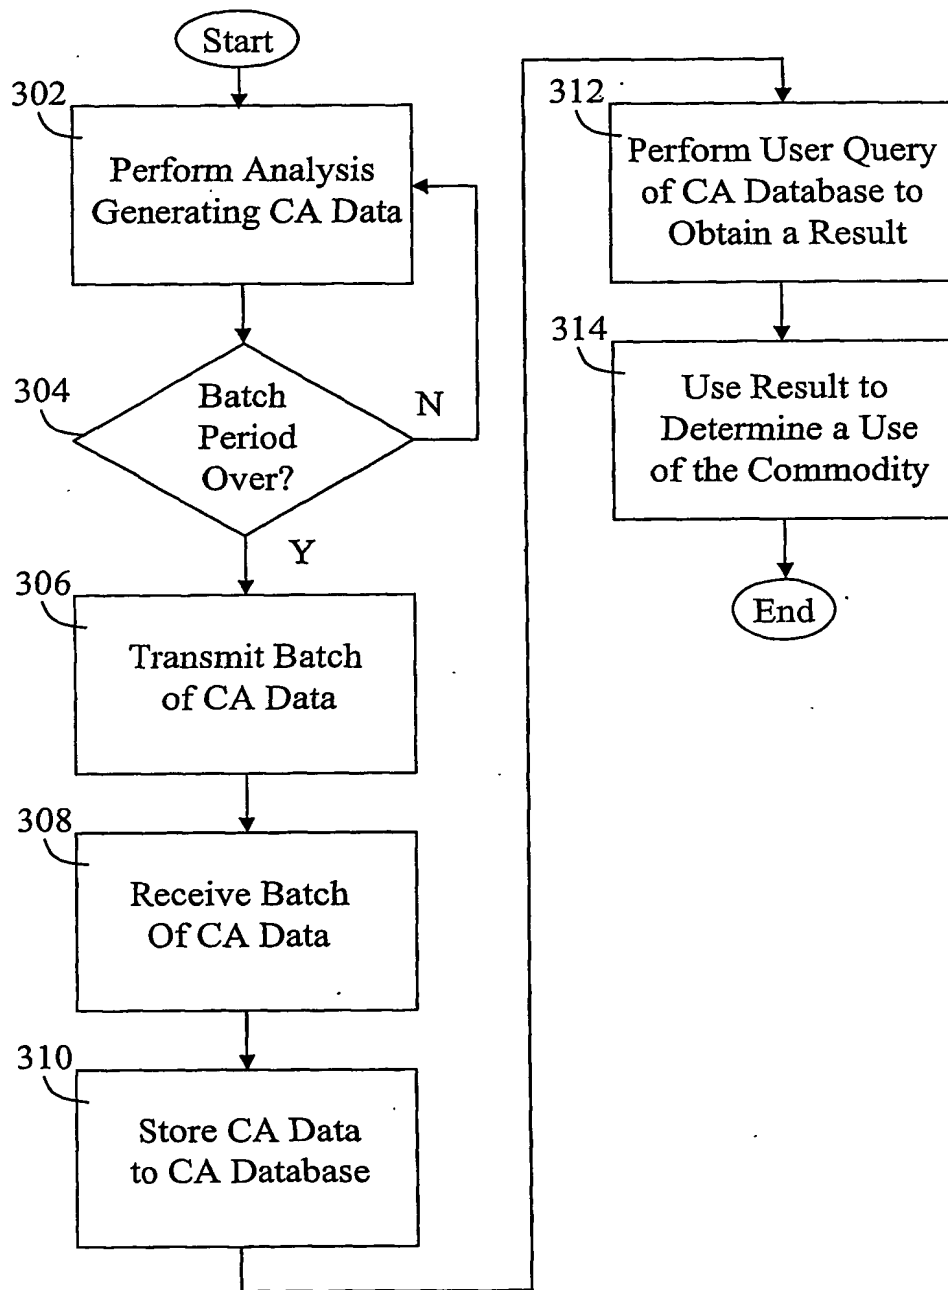 Start
302
Perform Analysis
Generating CA Data
304
Batch
Period
Over?
N
Y
306
Transmit Batch
of CA Data
308
Receive Batch
Of CA Data
310
Store CA Data
to CA Database
312
Perform User Query
of CA Database to
Obtain a Result
314
Use Result to
Determine a Use
of the Commodity
End